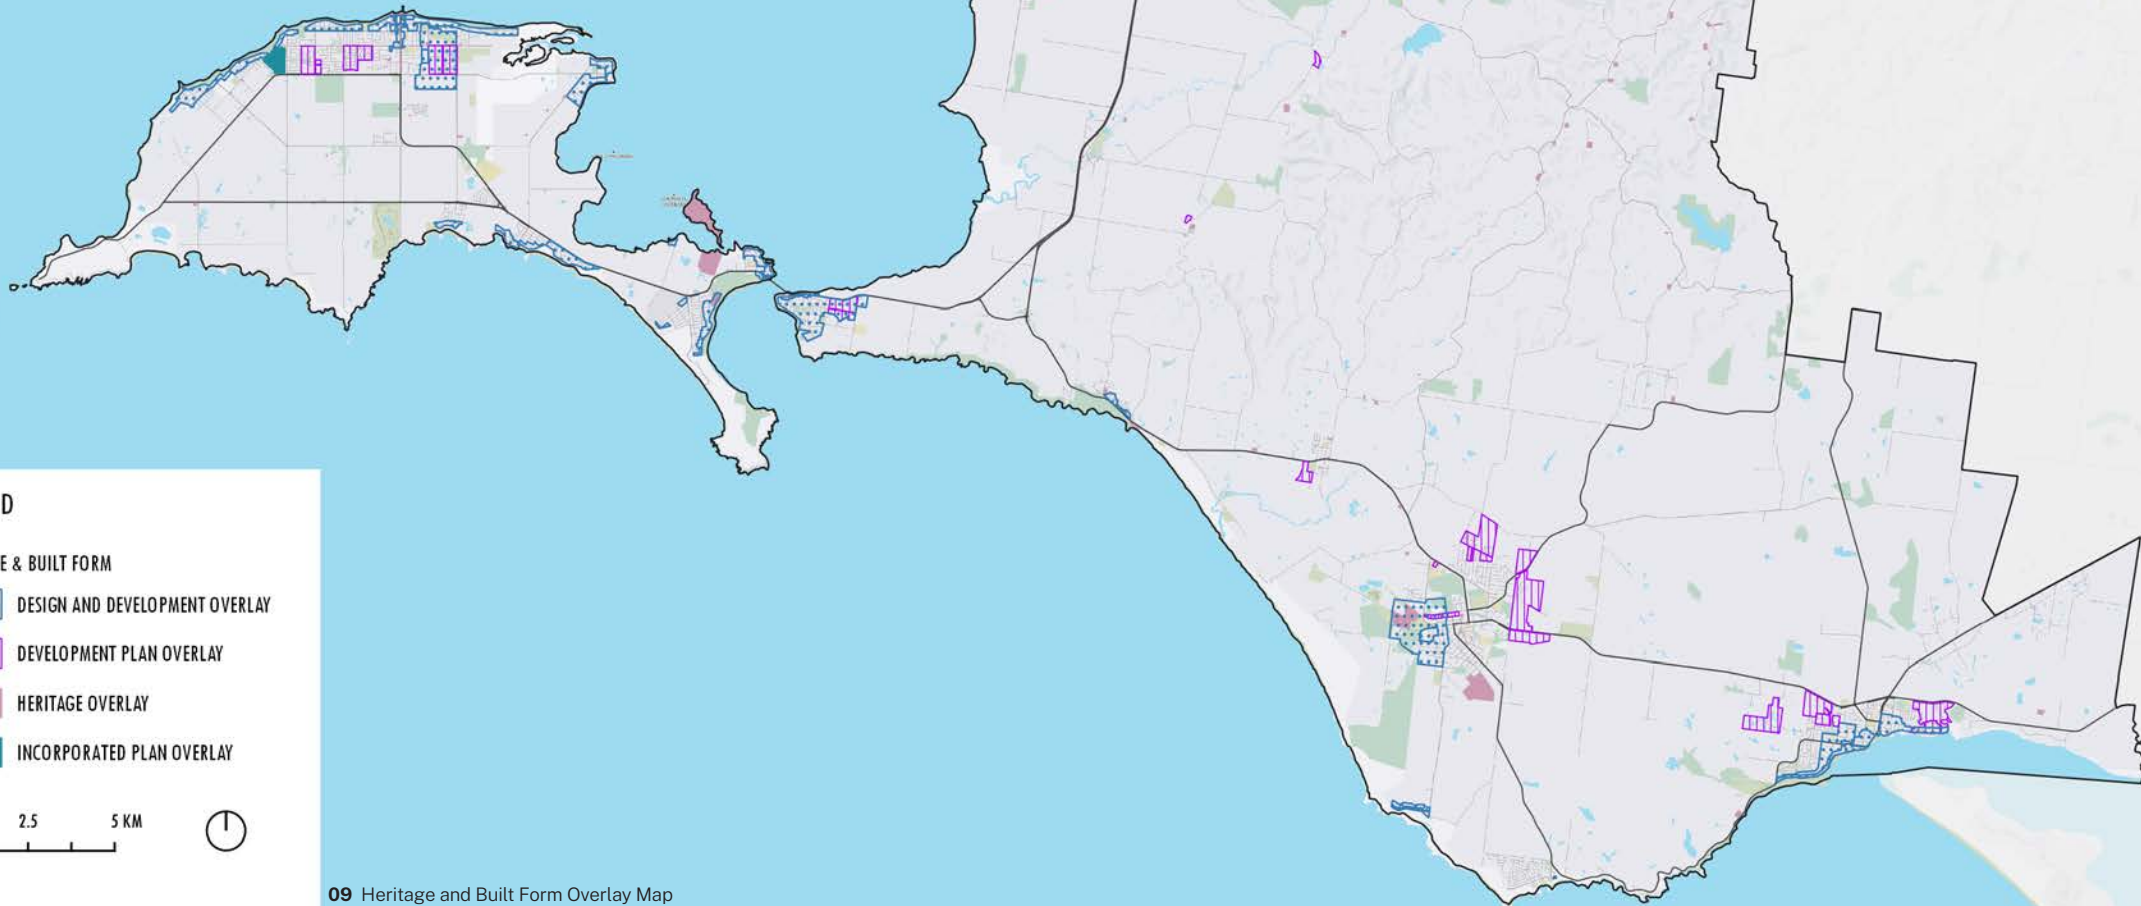 D
E & BUILT FORM
DESIGN AND DEVELOPMENT OVERLAY
DEVELOPMENT PLAN OVERLAY
HERITAGE OVERLAY
INCORPORATED PLAN OVERLAY
2.5 5 KM
09 Heritage and Built Form Overlay Map